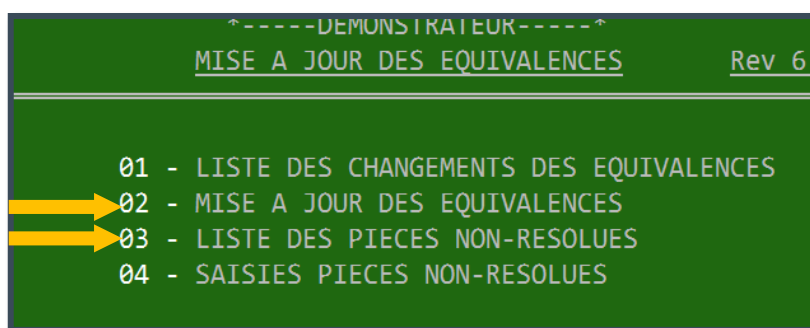 *-----DEMONSTRATEUR-----*
MISE A JOUR DES EQUIVALENCES Rev 6
01 - LISTE DES CHANGEMENTS DES EQUIVALENCES
02 - MISE A JOUR DES EQUIVALENCES
03 - LISTE DES PIECES NON-RESOLUES
04 - SAISIES PIECES NON-RESOLUES